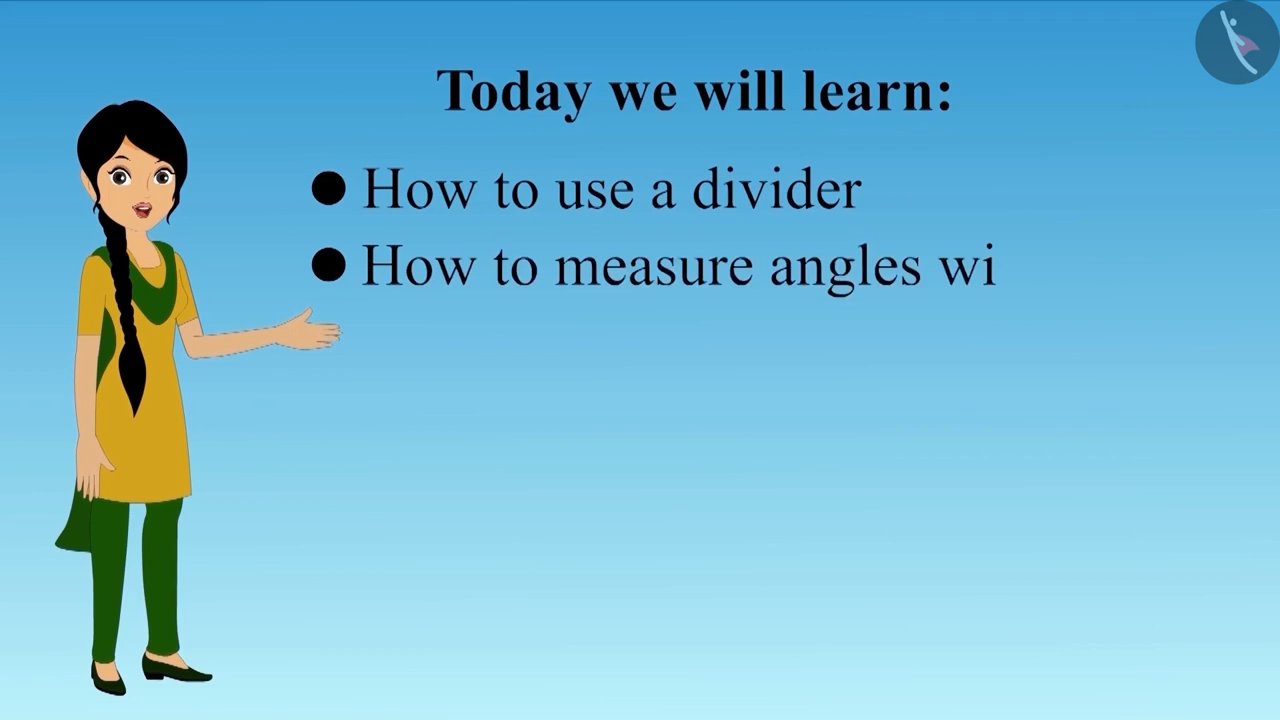 Today we will learn:
● How to use a divider
● How to measure angles wi